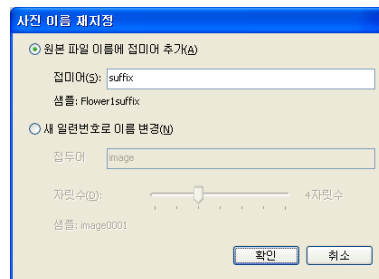 사진 이름 재지정
원본 파일 이름에 접미어 추가(A)
접미어(S): suffix
샘플: Flower1suffix
새 일련번호로 이름 변경(N)
접두어 image
자릿수(D): 4자릿수
샘플: image0001
확인 취소